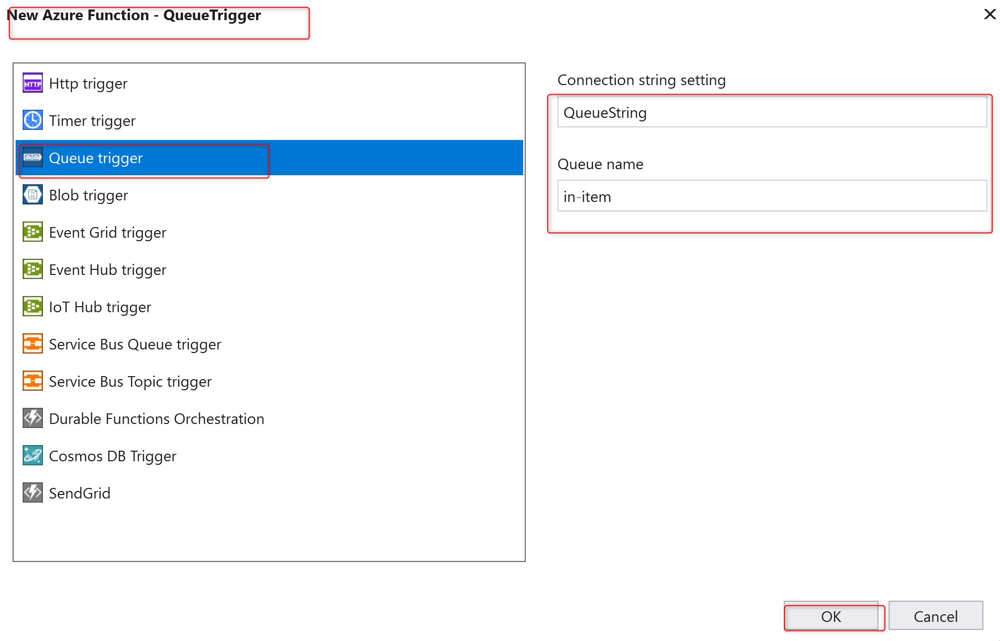 New Azure Function - QueueTrigger
HTTP Http trigger
Timer trigger
Queue trigger
Blob trigger
Event Grid trigger
Event Hub trigger
IoT Hub trigger
Service Bus Queue trigger
Service Bus Topic trigger
Durable Functions Orchestration
Cosmos DB Trigger
SendGrid
Connection string setting
QueueString
Queue name
in-item
OK
Cancel